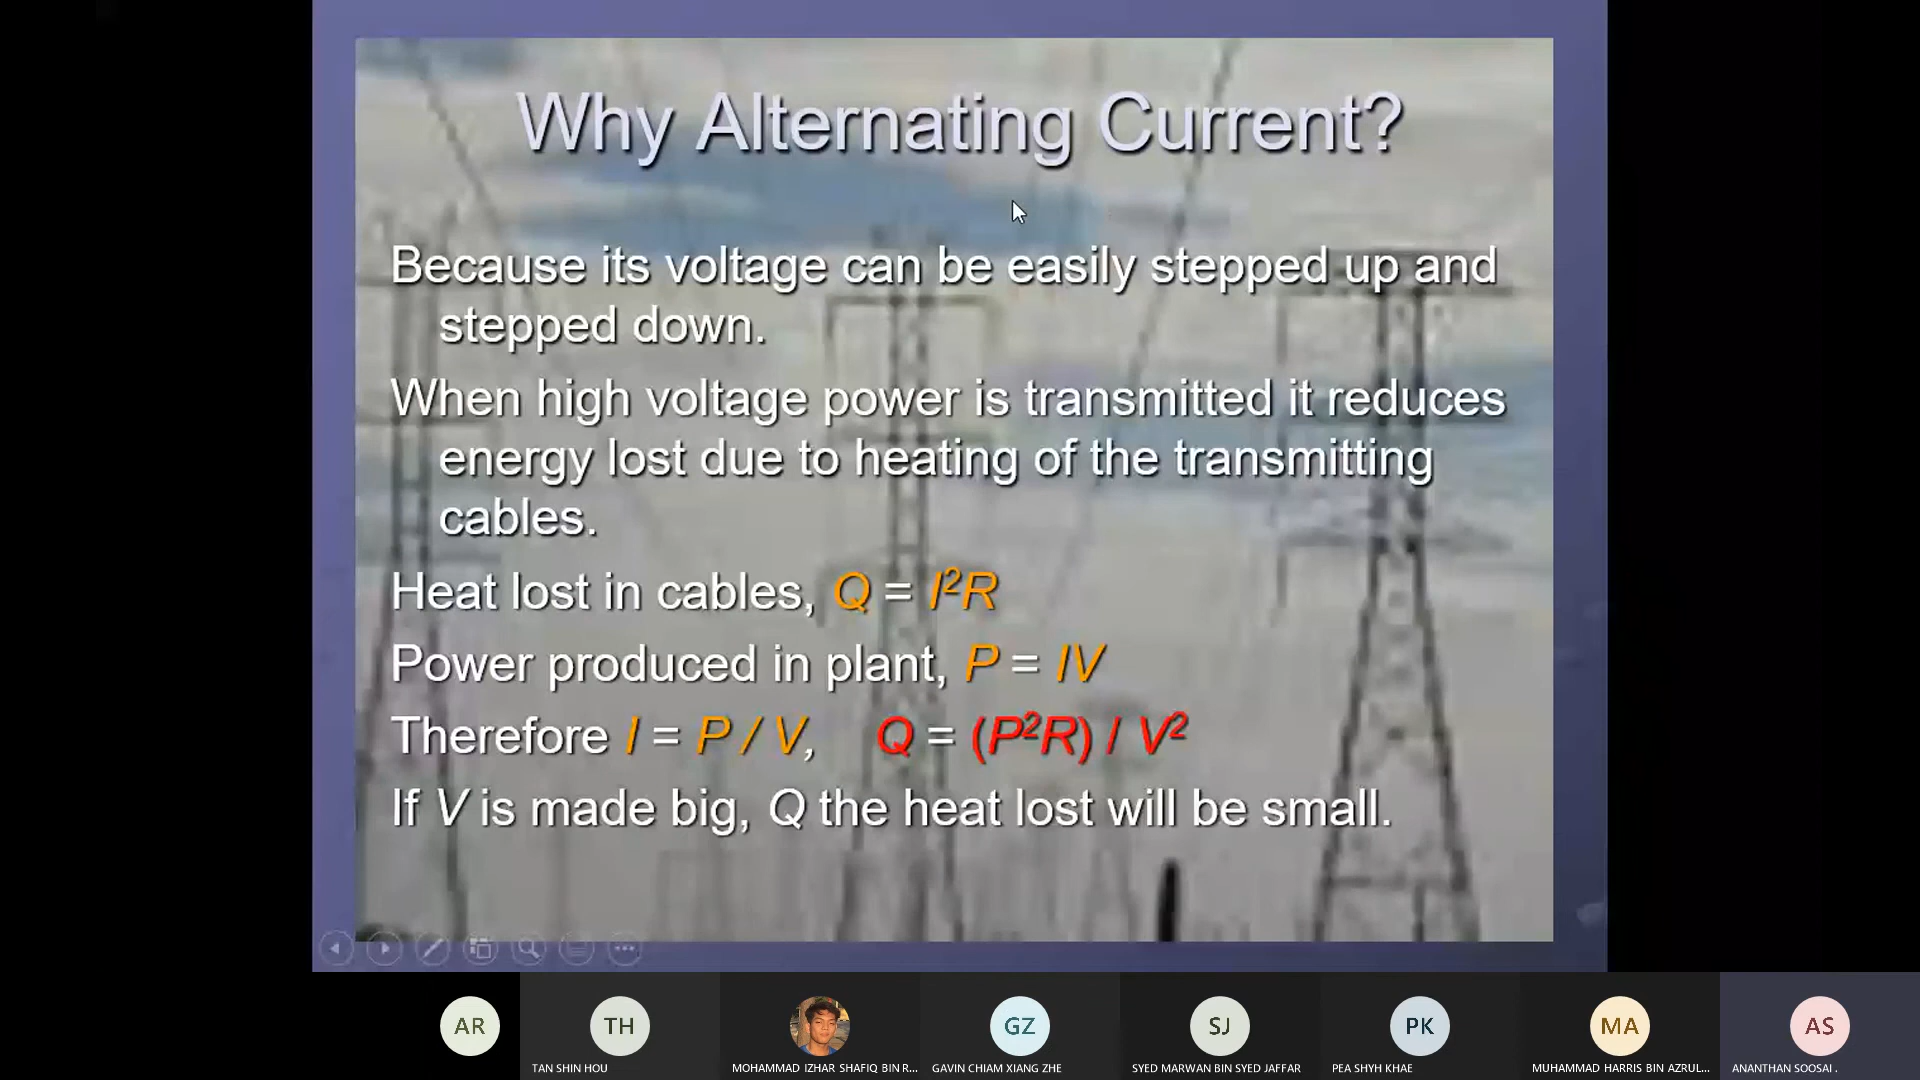 Why Alternating Current?
Because its voltage can be easily stepped up and
stepped down.
When high voltage power is transmitted it reduces
energy lost due to heating of the transmitting
cables.
Heat lost in cables, Q = I²R
Power produced in plant, P = IV
Therefore I = P / V, Q = (P²R) / V²
If V is made big, Q the heat lost will be small.
AR
TH
GZ
SJ
PK
MA
AS
TAN SHIN HOU
MOHAMMAD IZHAR SHAFIQ BIN R...
GAVIN CHIAM XIANG ZHE
SYED MARWAN BIN SYED JAFFAR
PEA SHYH KHAE
MUHAMMAD HARRIS BIN AZRUL...
ANANTHAN SOOSAI .